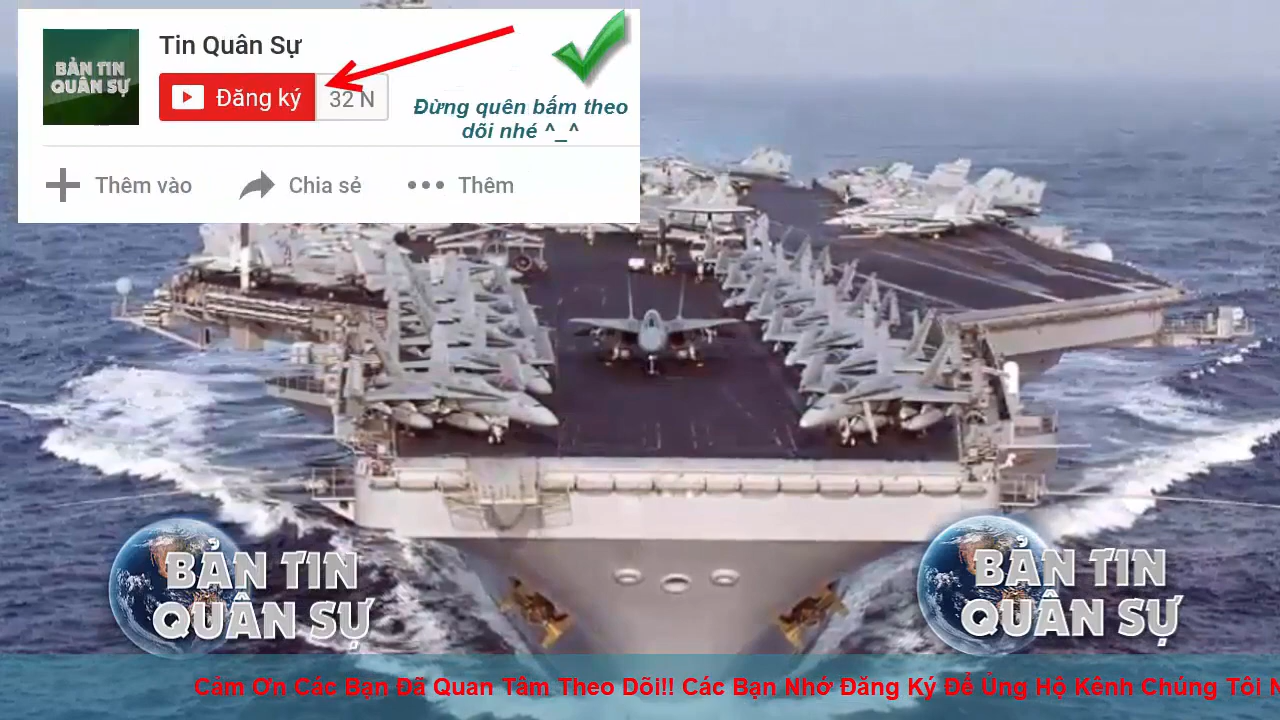 Tin Quân Sự
BẢN TIN
QUÂN SỰ
Đăng ký
32 N
Đừng quên bấm theo
dõi nhé ^_^
Thêm vào
Chia sẻ
Thêm
BẢN TIN
QUÂN SỰ
BẢN TIN
QUÂN SỰ
Cảm Ơn Các Bạn Đã Quan Tâm Theo Dõi!! Các Bạn Nhớ Đăng Ký Để Ủng Hộ Kênh Chúng Tôi